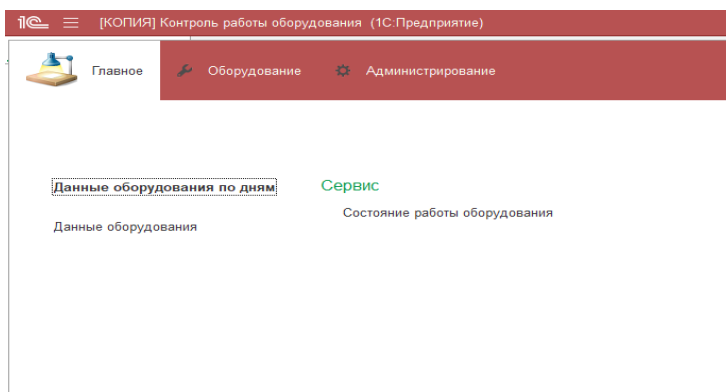 1С [КОПИЯ] Контроль работы оборудования (1С:Предприятие)
Главное Оборудование Администрирование
Данные оборудования по дням
Сервис
Состояние работы оборудования
Данные оборудования